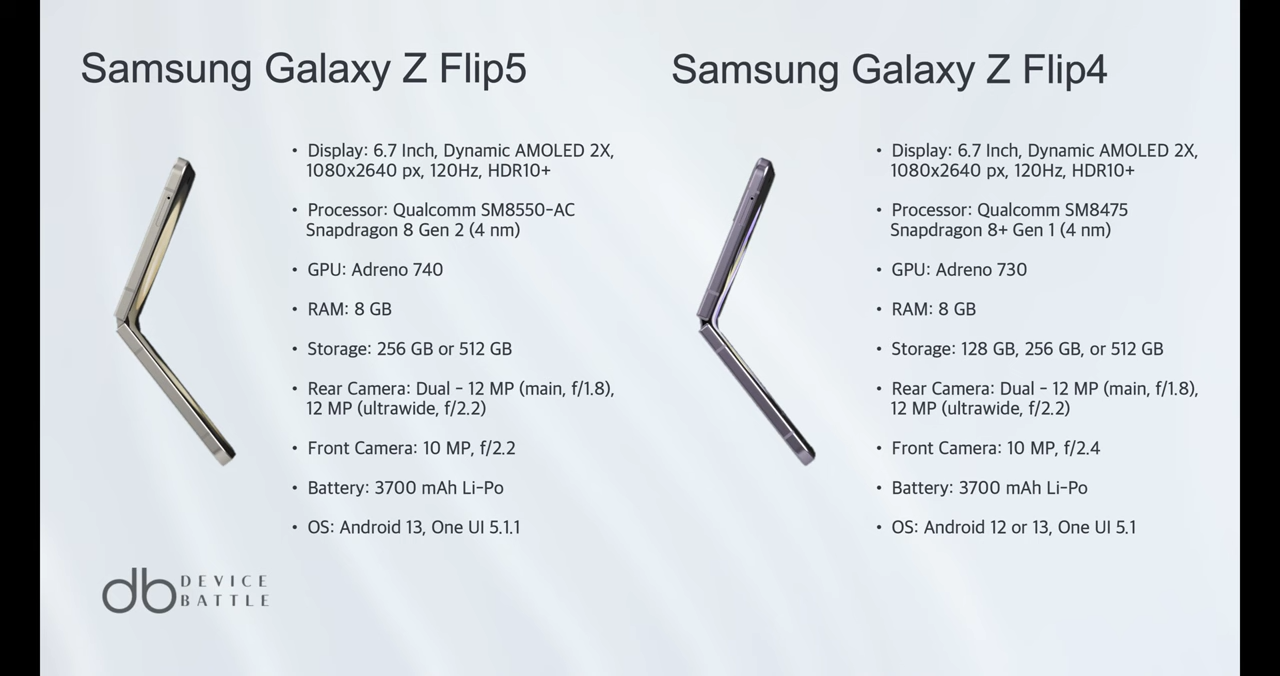 Samsung Galaxy Z Flip5
• Display: 6.7 Inch, Dynamic AMOLED 2X,
1080x2640 px, 120Hz, HDR10+
• Processor: Qualcomm SM8550-AC
Snapdragon 8 Gen 2 (4 nm)
• GPU: Adreno 740
• RAM: 8 GB
• Storage: 256 GB or 512 GB
• Rear Camera: Dual - 12 MP (main, f/1.8),
12 MP (ultrawide, f/2.2)
• Front Camera: 10 MP, f/2.2
• Battery: 3700 mAh Li-Po
• OS: Android 13, One UI 5.1.1
Samsung Galaxy Z Flip4
• Display: 6.7 Inch, Dynamic AMOLED 2X,
1080x2640 px, 120Hz, HDR10+
• Processor: Qualcomm SM8475
Snapdragon 8+ Gen 1 (4 nm)
• GPU: Adreno 730
• RAM: 8 GB
• Storage: 128 GB, 256 GB, or 512 GB
• Rear Camera: Dual - 12 MP (main, f/1.8),
12 MP (ultrawide, f/2.2)
• Front Camera: 10 MP, f/2.4
• Battery: 3700 mAh Li-Po
• OS: Android 12 or 13, One UI 5.1
db DEVICE
BATTLE